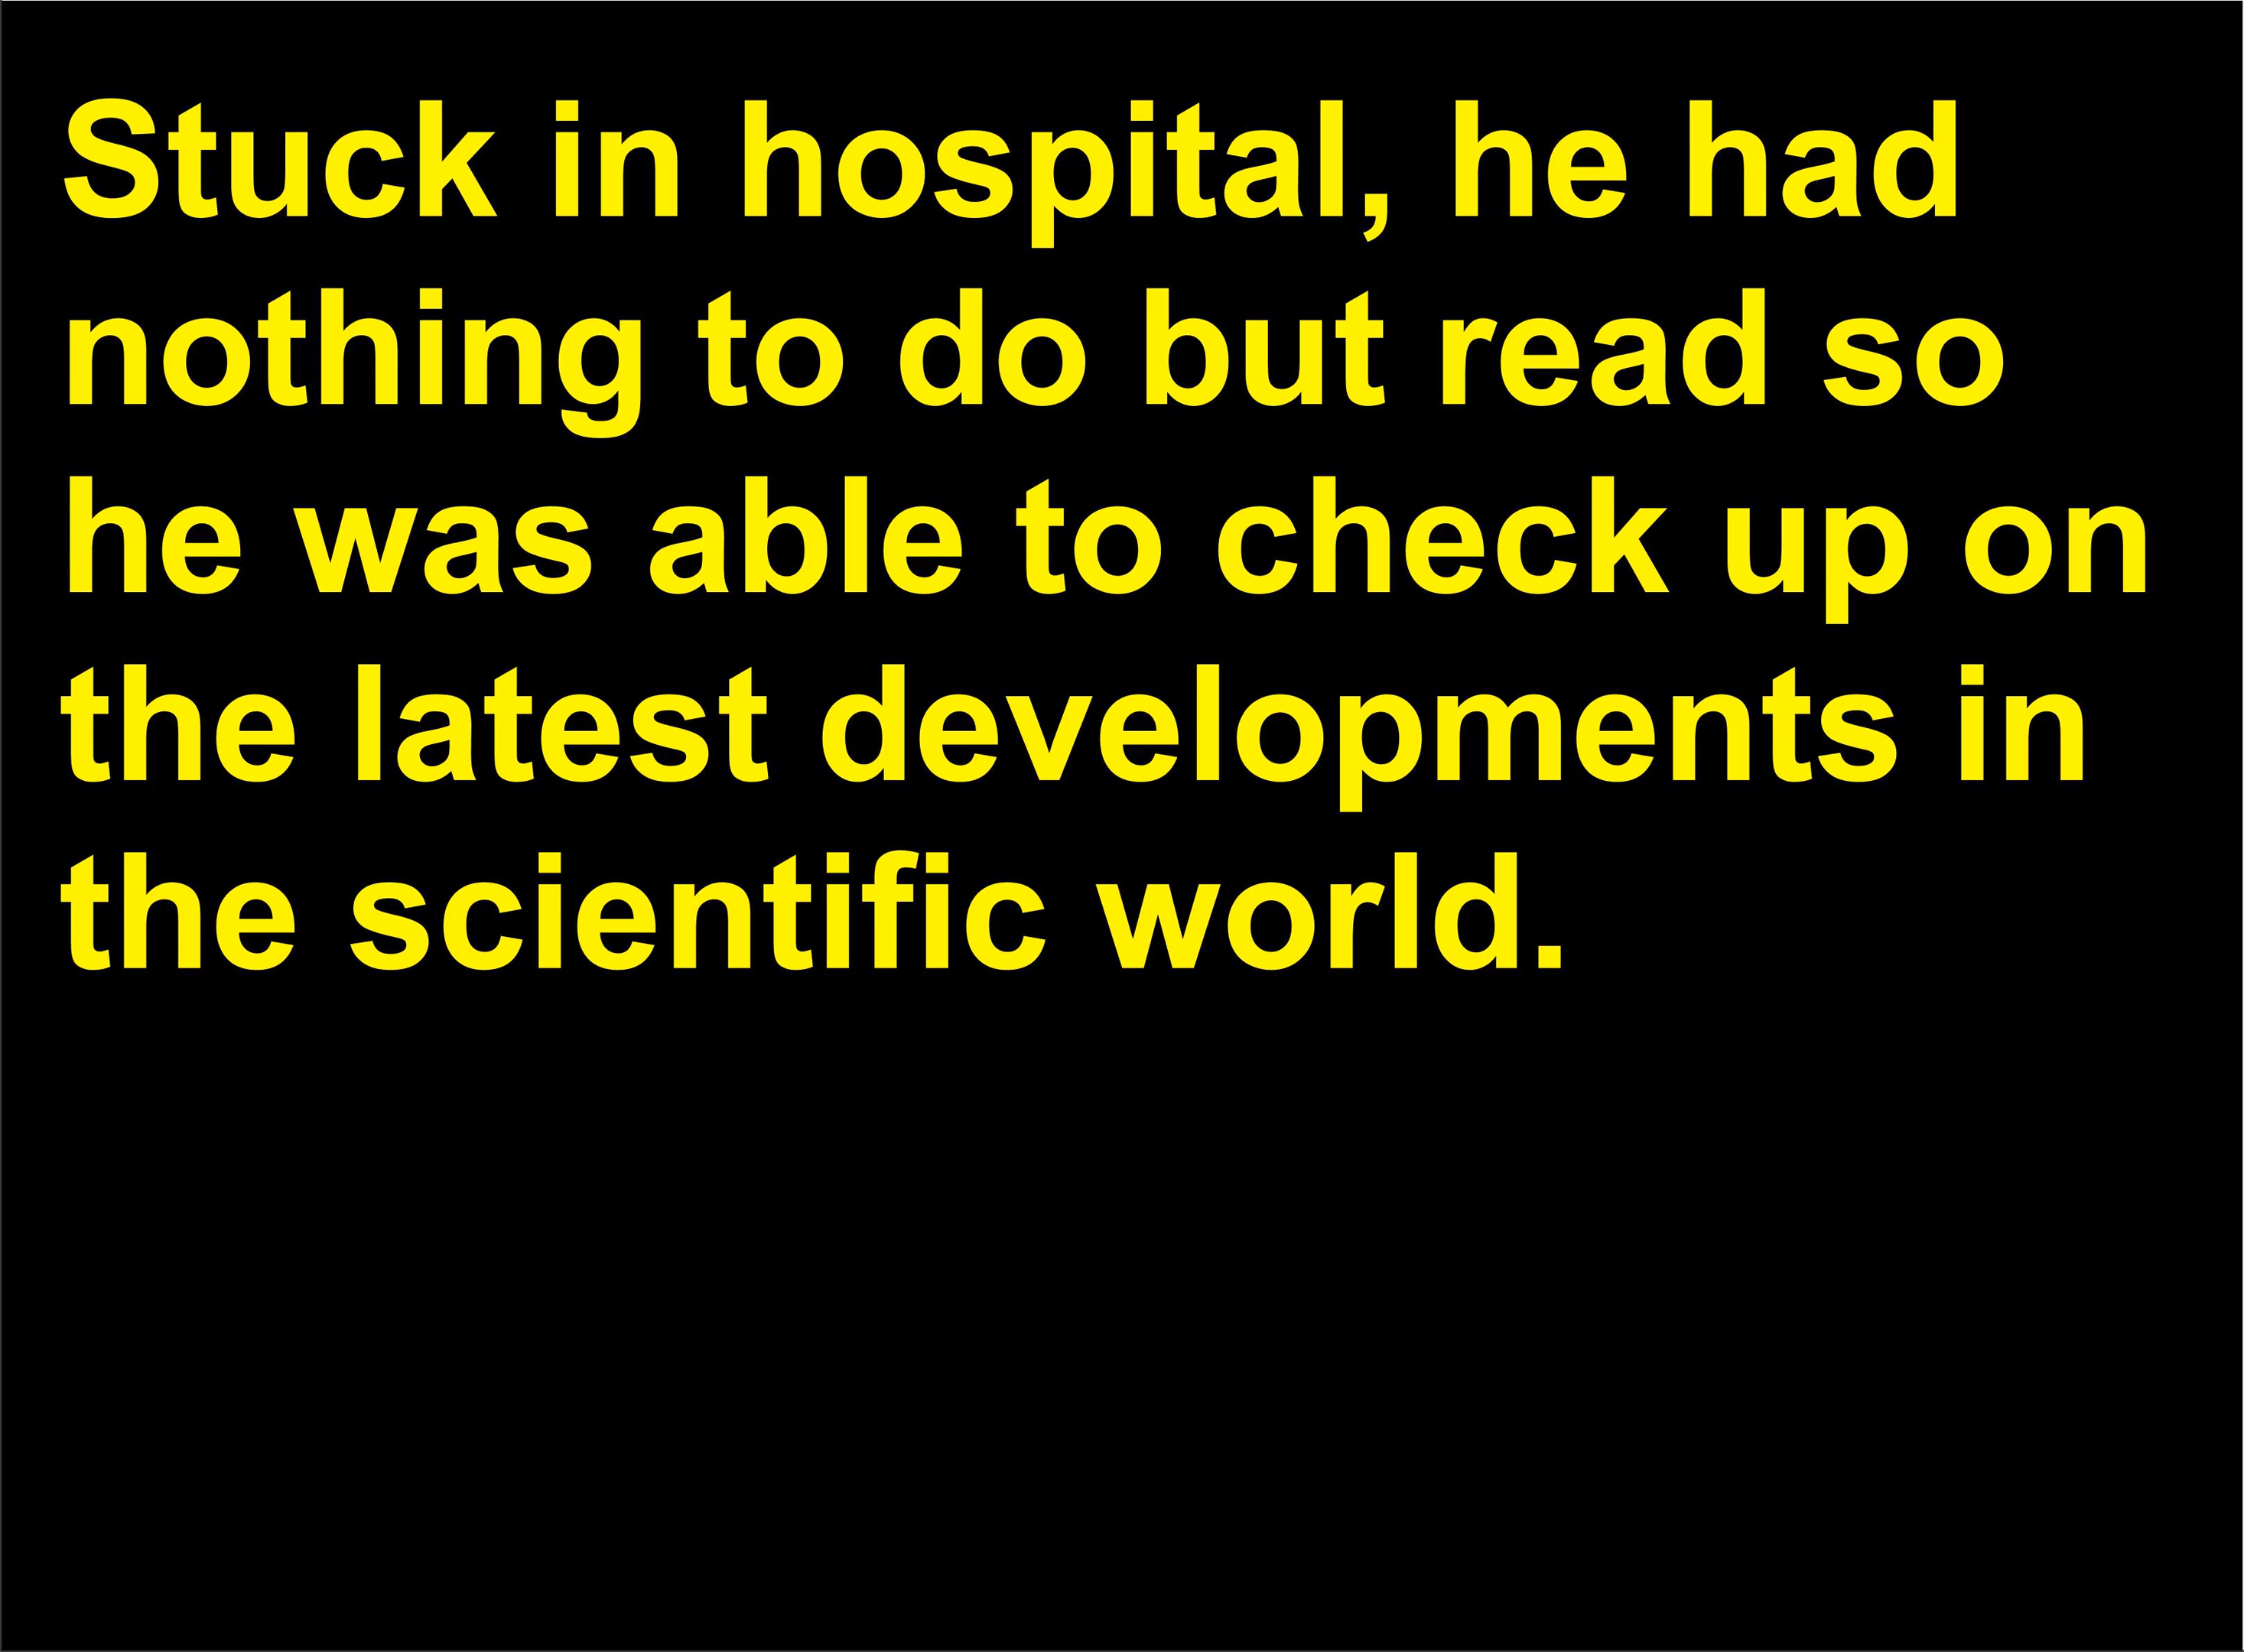 Stuck in hospital, he had
nothing to do but read so
he was able to check up on
the latest developments in
the scientific world.